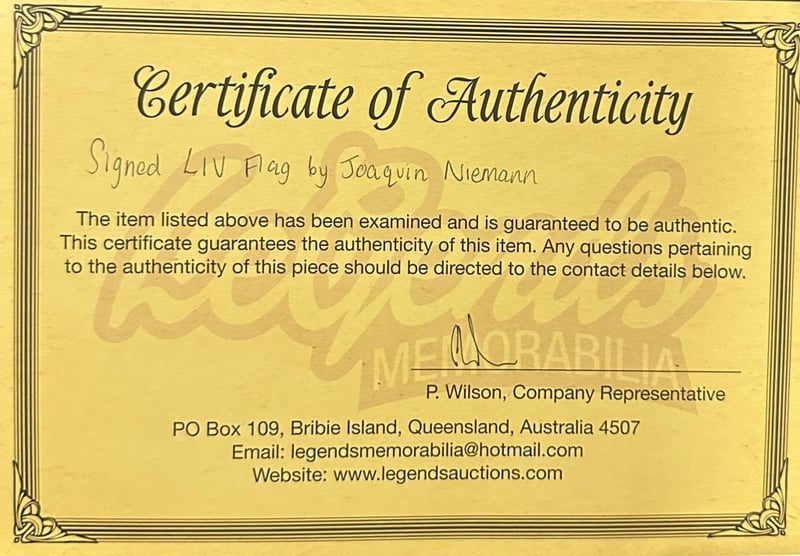 Certificate of Authenticity
Signed LIV Flag by Joaquin Niemann
The item listed above has been examined and is guaranteed to be authentic.
This certificate guarantees the authenticity of this item. Any questions pertaining
to the authenticity of this piece should be directed to the contact details below.
Legends
MEMORABILIA
P. Wilson, Company Representative
PO Box 109, Bribie Island, Queensland, Australia 4507
Email: legendsmemorabilia@hotmail.com
Website: www.legendsauctions.com